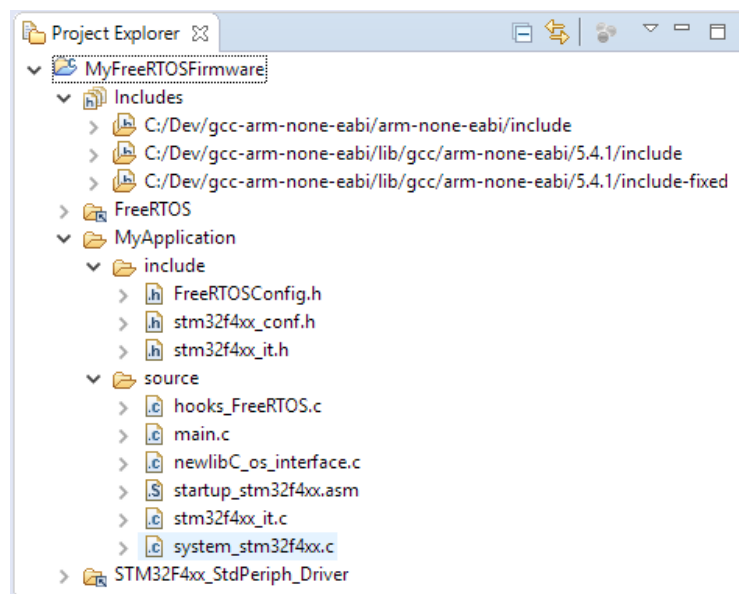 Project Explorer
MyFreeRTOSFirmware
Includes
C:/Dev/gcc-arm-none-eabi/arm-none-eabi/include
C:/Dev/gcc-arm-none-eabi/lib/gcc/arm-none-eabi/5.4.1/include
C:/Dev/gcc-arm-none-eabi/lib/gcc/arm-none-eabi/5.4.1/include-fixed
FreeRTOS
MyApplication
include
FreeRTOSConfig.h
stm32f4xx_conf.h
stm32f4xx_it.h
source
hooks_FreeRTOS.c
main.c
newlibC_os_interface.c
startup_stm32f4xx.asm
stm32f4xx_it.c
system_stm32f4xx.c
STM32F4xx_StdPeriph_Driver